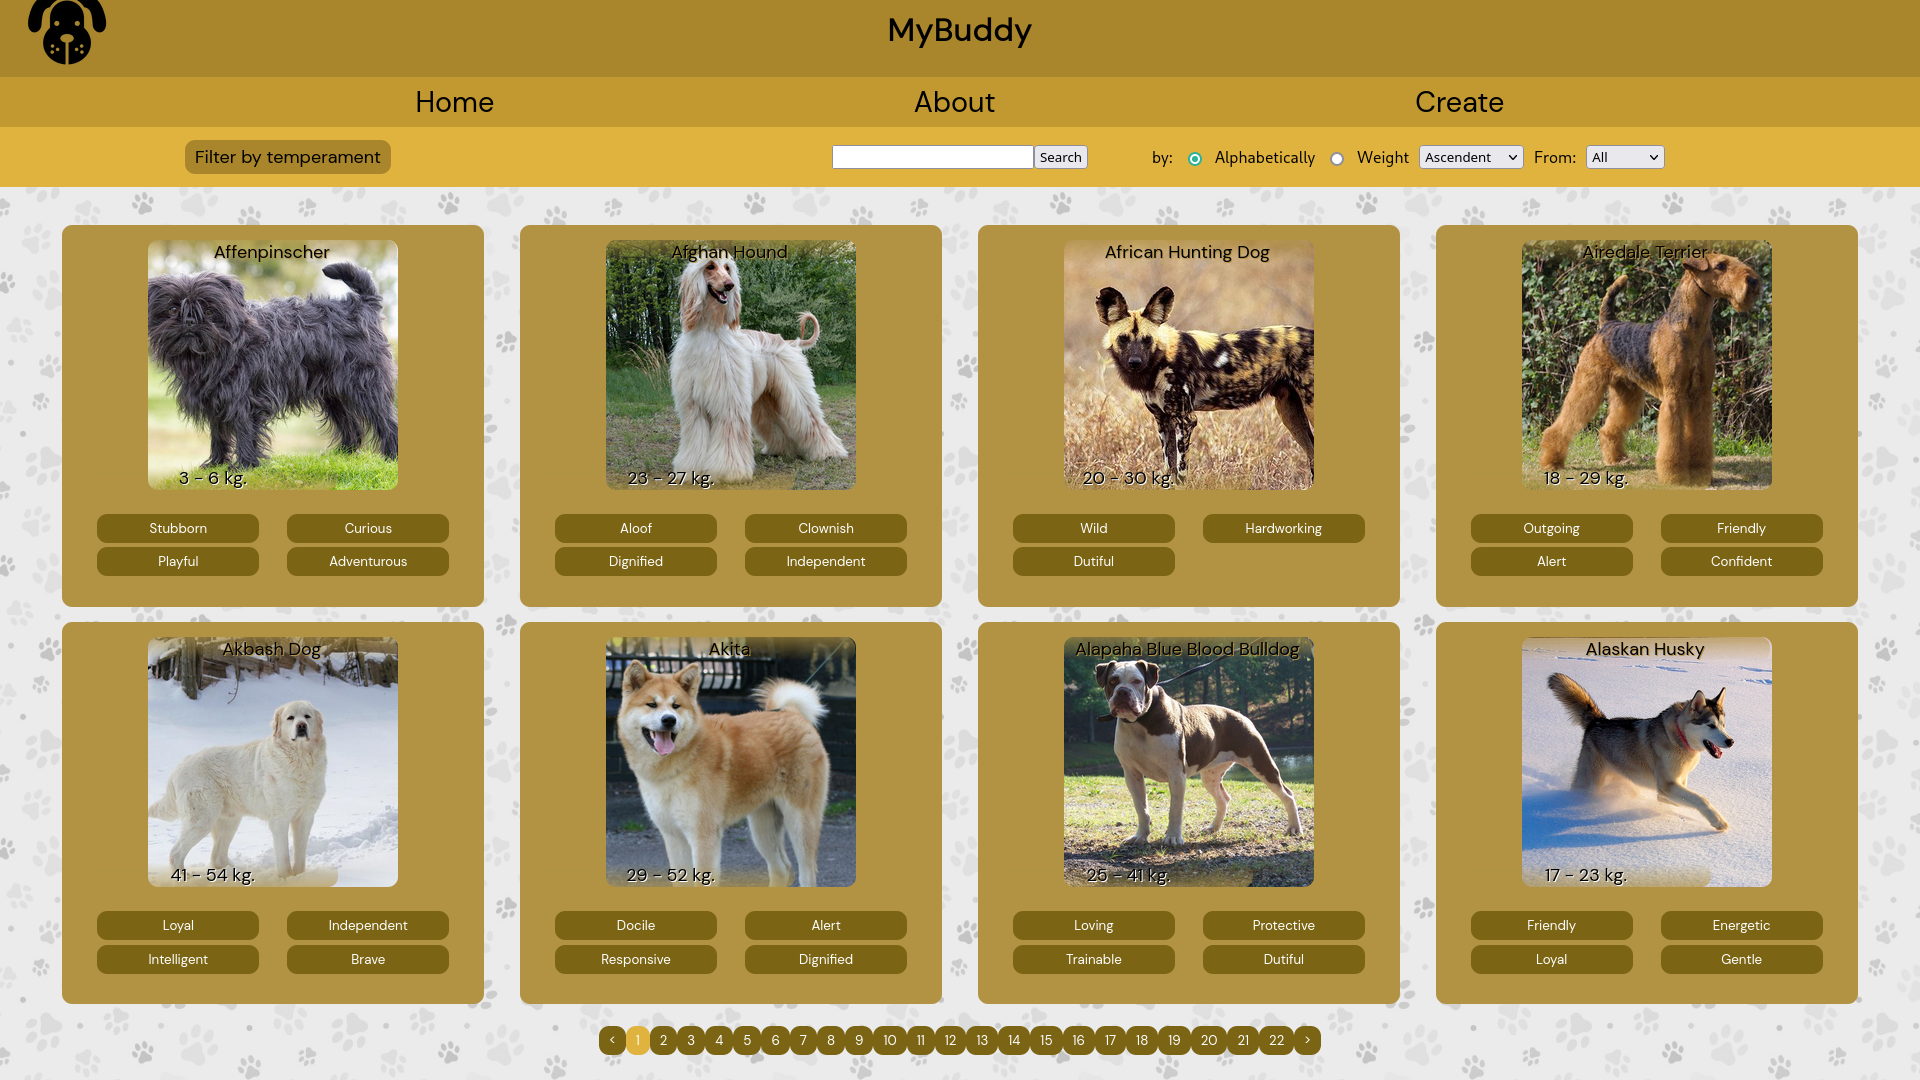 MyBuddy
Home About Create
Filter by temperament Search by: Alphabetically Weight Ascendent From: All
Affenpinscher Afghan Hound African Hunting Dog Airedale Terrier
3 - 6 kg. 23 - 27 kg. 20 - 30 kg. 18 - 29 kg.
Stubborn Curious Aloof Clownish Wild Hardworking Outgoing Friendly
Playful Adventurous Dignified Independent Dutiful Alert Confident
Akbash Dog Akita Alapaha Blue Blood Bulldog Alaskan Husky
41 - 54 kg. 29 - 52 kg. 25 - 41 kg. 17 - 23 kg.
Loyal Independent Docile Alert Loving Protective Friendly Energetic
Intelligent Brave Responsive Dignified Trainable Dutiful Loyal Gentle
< 1 2 3 4 5 6 7 8 9 10 11 12 13 14 15 16 17 18 19 20 21 22 >